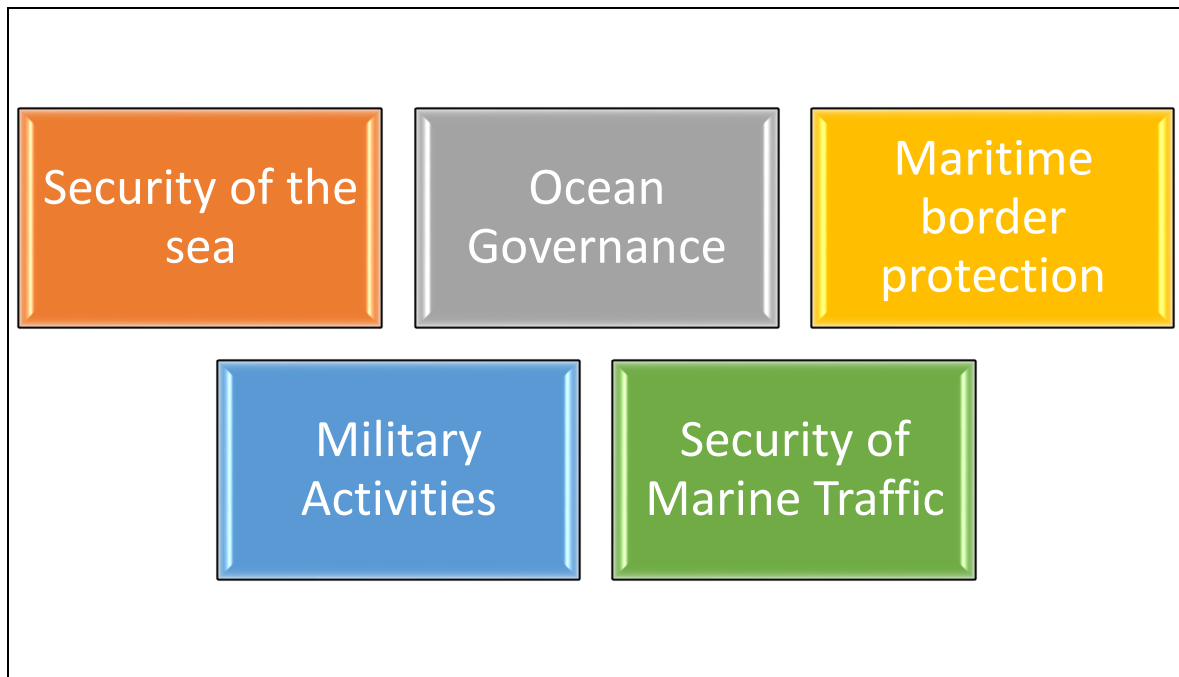 Security of the
sea
Ocean
Governance
Maritime
border
protection
Military
Activities
Security of
Marine Traffic